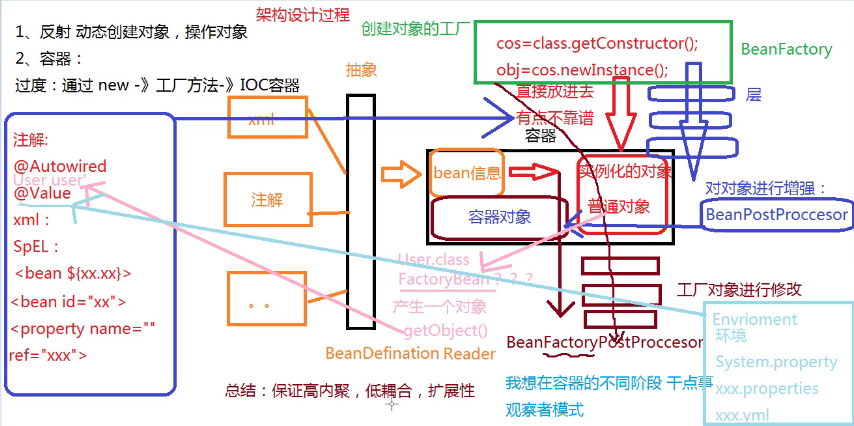 架构设计过程
1、反射 动态创建对象，操作对象
2、容器：
过度：通过 new -》工厂方法-》IOC容器
创建对象的工厂
cos=class.getConstructor();
obj=cos.newInstance();
BeanFactory
抽象
直接放进去
有点不靠谱
层
容器
注解:
@Autowired
User user'
@Value
xml：
SpEL：
<bean ${xx.xx}>
<bean id="xx">
<property name=""
ref="xxx">
xml
注解
。。
bean信息
实例化的对象
普通对象
容器对象
对对象进行增强：
BeanPostProccesor
User.class
FactoryBean？？？
产生一个对象
getObject()
工厂对象进行修改
BeanDefination Reader
BeanFactoryPostProccesor
Envrioment
环境
System.property
xxx.properties
xxx.yml
总结：保证高内聚，低耦合，扩展性
我想在容器的不同阶段 干点事
观察者模式